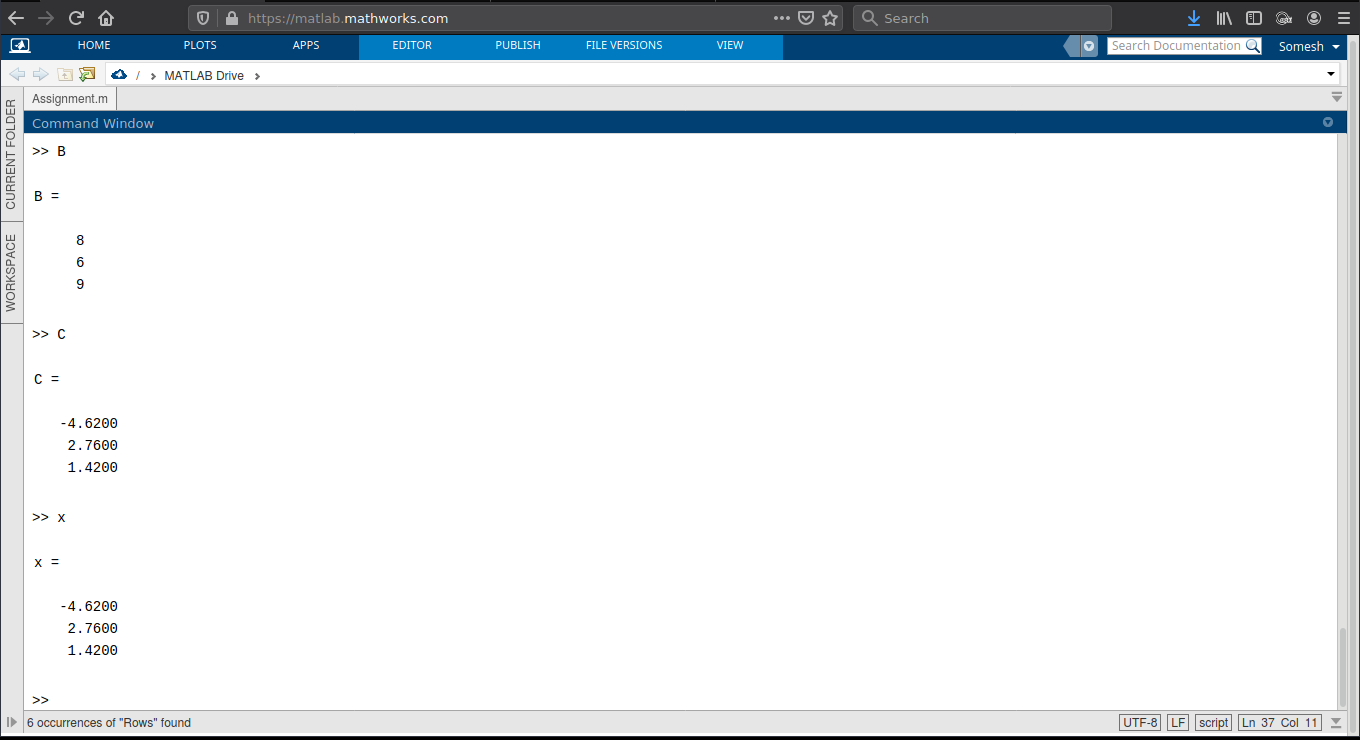 https://matlab.mathworks.com
Search
HOME PLOTS APPS EDITOR PUBLISH FILE VERSIONS VIEW
Search Documentation
Somesh
/ MATLAB Drive
Assignment.m
CURRENT FOLDER
WORKSPACE
Command Window
>> B
B =
8
6
9
>> C
C =
-4.6200
2.7600
1.4200
>> x
x =
-4.6200
2.7600
1.4200
>>
6 occurrences of "Rows" found
UTF-8 LF script Ln 37 Col 11